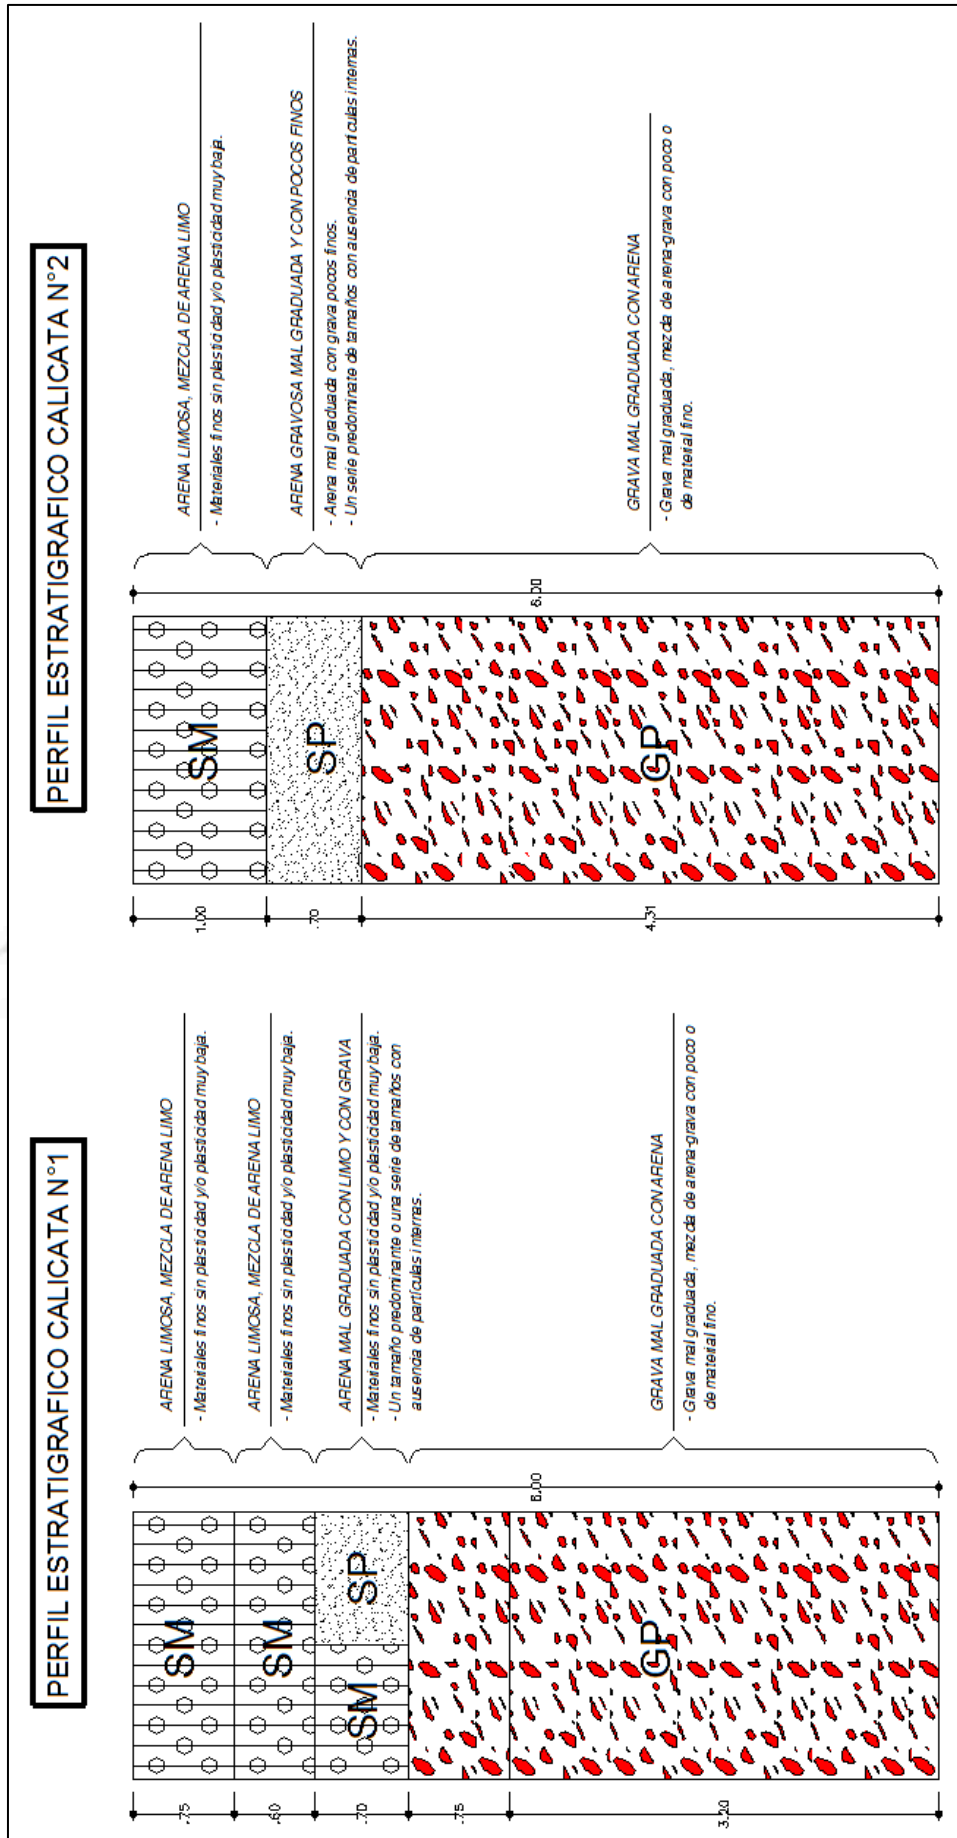 PERFIL ESTRATIGRAFICO CALICATA N°1
.75
.60
.70
.75
3.20
SM
SM
SM
SP
GP
6.00
ARENA LIMOSA, MEZCLA DE ARENA LIMO
- Materiales finos sin plasticidad y/o plasticidad muy baja.
ARENA LIMOSA, MEZCLA DE ARENA LIMO
- Materiales finos sin plasticidad y/o plasticidad muy baja.
ARENA MAL GRADUADA CON LIMO Y CON GRAVA
- Materiales finos sin plasticidad y/o plasticidad muy baja.
- Un tamaño predominante o una serie de tamaños con
ausencia de partículas internas.
GRAVA MAL GRADUADA CON ARENA
- Grava mal graduada, mezcla de arena-grava con poco o
de material fino.
PERFIL ESTRATIGRAFICO CALICATA N°2
1.00
.70
4.31
SM
SP
GP
6.00
ARENA LIMOSA, MEZCLA DE ARENA LIMO
- Materiales finos sin plasticidad y/o plasticidad muy baja.
ARENA GRAVOSA MAL GRADUADA Y CON POCOS FINOS
- Arena mal graduada con grava pocos finos.
- Un serie predominate de tamaños con ausencia de partículas internas.
GRAVA MAL GRADUADA CON ARENA
- Grava mal graduada, mezcla de arena-grava con poco o
de material fino.